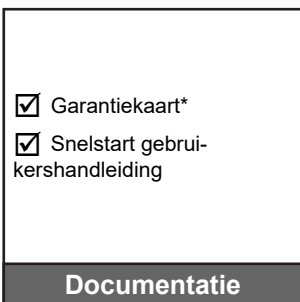 ☑ Garantiekaart*
☑ Snelstart gebrui-
kershandleiding
Documentatie